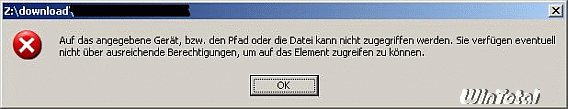 Z:\download\
Auf das angegebene Gerät, bzw. den Pfad oder die Datei kann nicht zugegriffen werden. Sie verfügen eventuell
nicht über ausreichende Berechtigungen, um auf das Element zugreifen zu können.
OK
WinTotal